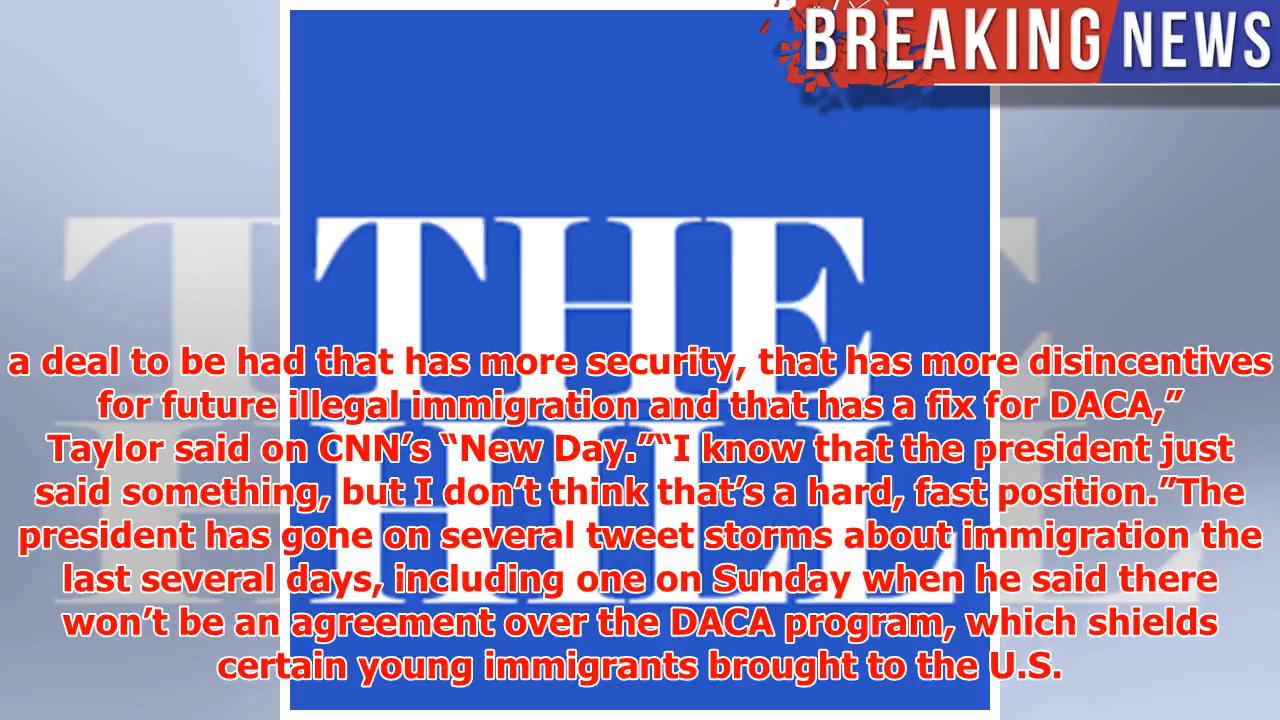 BREAKING NEWS
THE
HILL
a deal to be had that has more security, that has more disincentives
for future illegal immigration and that has a fix for DACA,”
Taylor said on CNN’s “New Day.”“I know that the president just
said something, but I don’t think that’s a hard, fast position.”The
president has gone on several tweet storms about immigration the
last several days, including one on Sunday when he said there
won’t be an agreement over the DACA program, which shields
certain young immigrants brought to the U.S.